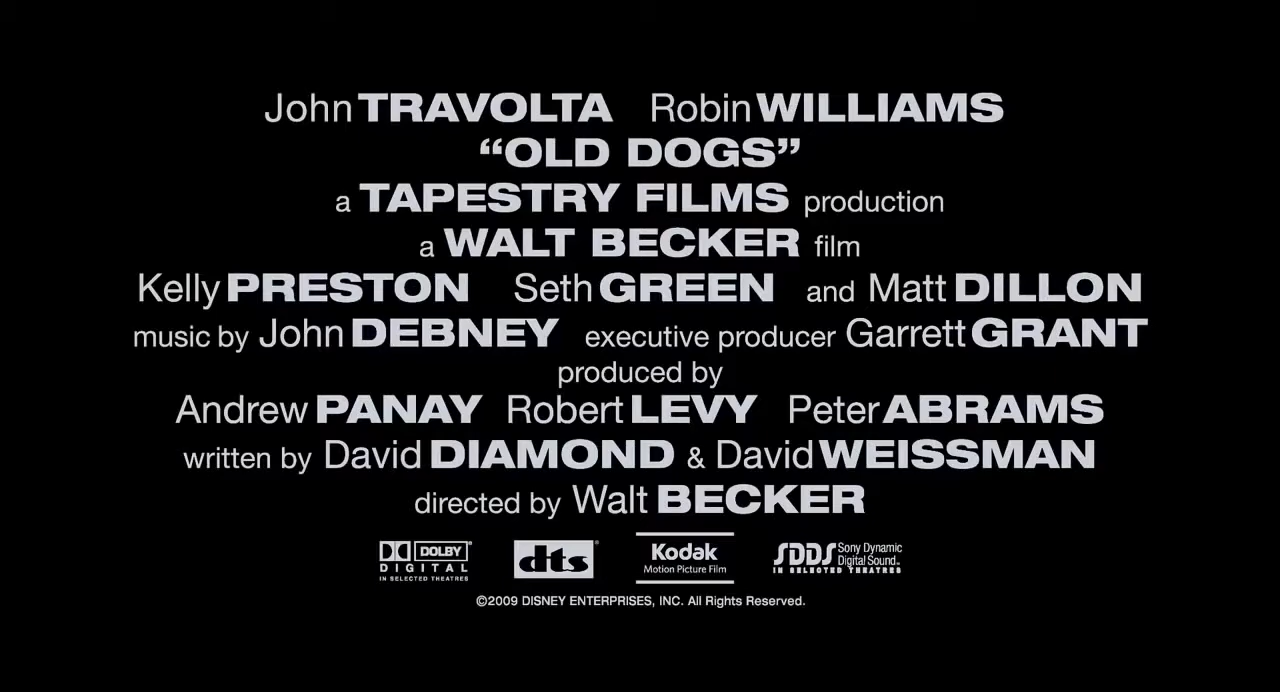 John TRAVOLTA Robin WILLIAMS
“OLD DOGS”
a TAPESTRY FILMS production
a WALT BECKER film
Kelly PRESTON Seth GREEN and Matt DILLON
music by John DEBNEY executive producer Garrett GRANT
produced by
Andrew PANAY Robert LEVY Peter ABRAMS
written by David DIAMOND & David WEISSMAN
directed by Walt BECKER
DOLBY DIGITAL IN SELECTED THEATRES
dts
Kodak Motion Picture Film
SDDS Sony Dynamic Digital Sound™ IN SELECTED THEATRES
©2009 DISNEY ENTERPRISES, INC. All Rights Reserved.